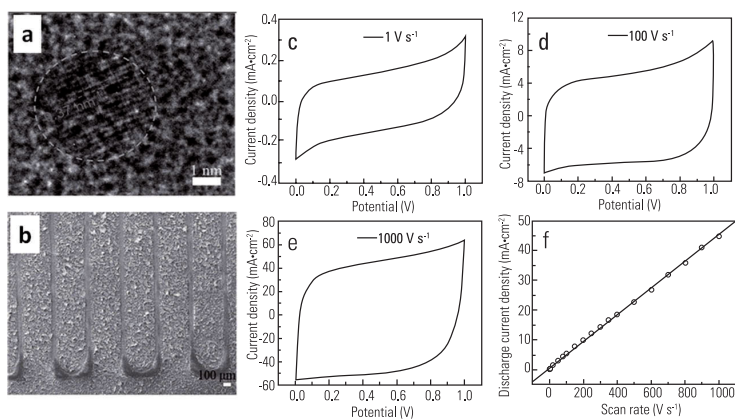 a
1 nm
b
100 μm
c
1 V s-1
Current density (mA•cm-2)
0.4
0.2
0.0
-0.2
-0.4
0.0 0.2 0.4 0.6 0.8 1.0
Potential (V)
d
100 V s-1
Current density (mA•cm-2)
12
8
4
0
-4
-8
0.0 0.2 0.4 0.6 0.8 1.0
Potential (V)
e
1000 V s-1
Current density (mA•cm-2)
80
60
40
20
0
-20
-40
-60
0.0 0.2 0.4 0.6 0.8 1.0
Potential (V)
f
Discharge current density (mA•cm-2)
50
40
30
20
10
0
0 200 400 600 800 1000
Scan rate (V s-1)